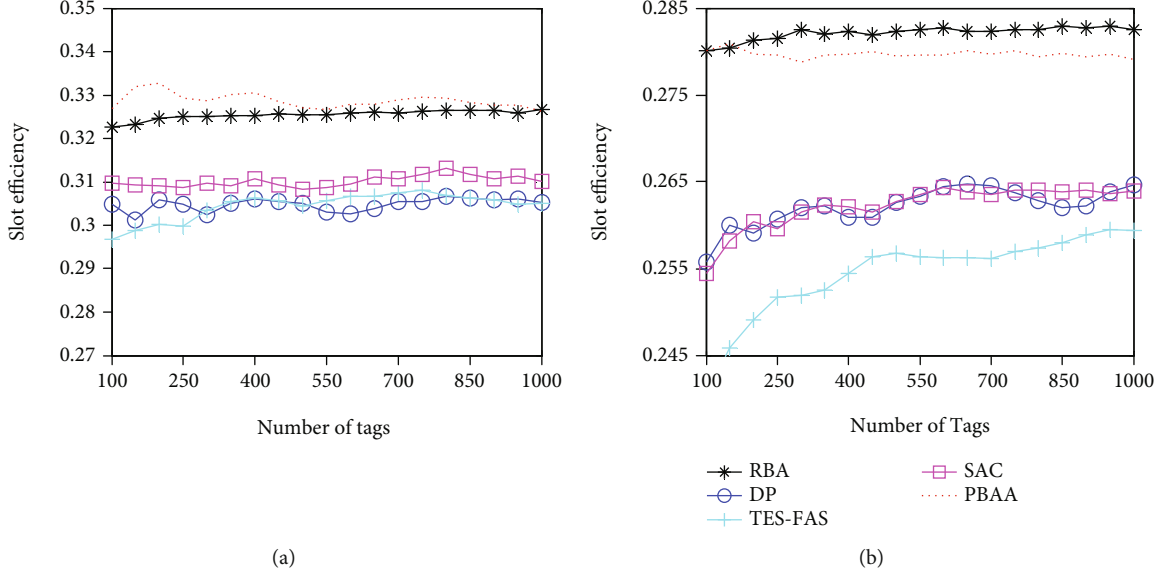 0.35
0.34
0.33
0.32
0.31
0.3
0.29
0.28
0.27
Slot efficiency
100 250 400 550 700 850 1000
Number of tags
(a)
0.285
0.275
0.265
0.255
0.245
Slot efficiency
100 250 400 550 700 850 1000
Number of Tags
RBA
DP
TES-FAS
SAC
PBAA
(b)